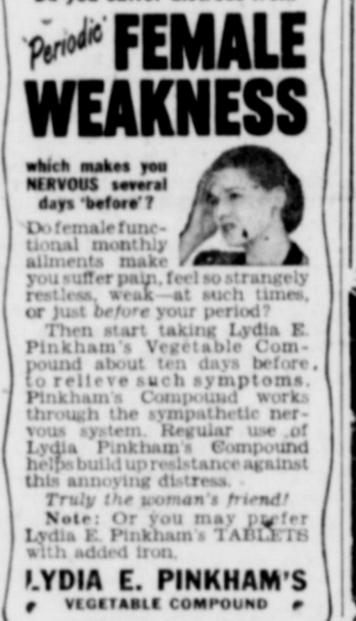 'Periodic' FEMALE
WEAKNESS
which makes you
NERVOUS several
days 'before'?
Do female func-
tional monthly
ailments make
you suffer pain, feel so strangely
restless, weak—at such times,
or just before your period?
Then start taking Lydia E.
Pinkham's Vegetable Com-
pound about ten days before,
to relieve such symptoms.
Pinkham's Compound works
through the sympathetic ner-
vous system. Regular use of
Lydia Pinkham's Compound
helps build up resistance against
this annoying distress.
Truly the woman's friend!
Note: Or you may prefer
Lydia E. Pinkham's TABLETS
with added iron.
LYDIA E. PINKHAM'S
VEGETABLE COMPOUND